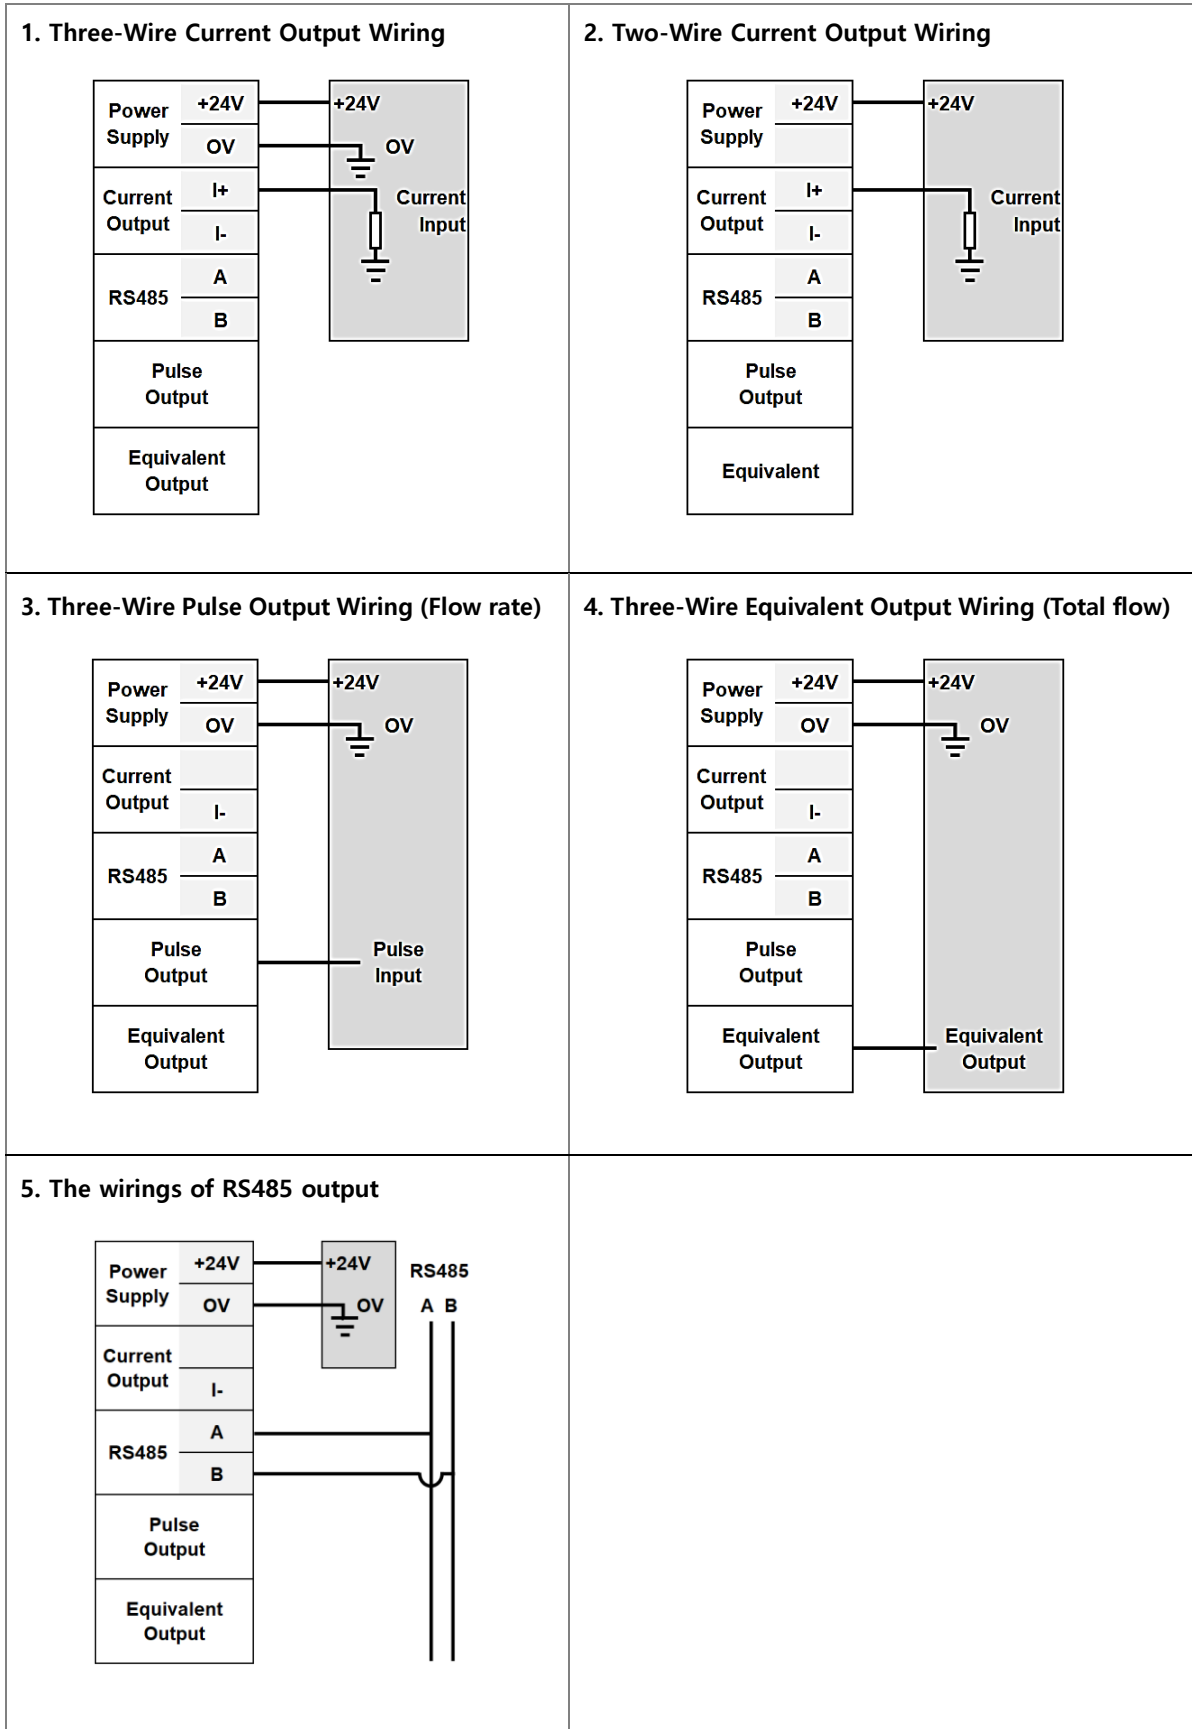 1. Three-Wire Current Output Wiring
Power
Supply
+24V
OV
Current
Output
I+
I-
RS485
A
B
Pulse
Output
Equivalent
Output
+24V
OV
Current
Input
2. Two-Wire Current Output Wiring
Power
Supply
+24V
Current
Output
I+
I-
RS485
A
B
Pulse
Output
Equivalent
+24V
Current
Input
3. Three-Wire Pulse Output Wiring (Flow rate)
Power
Supply
+24V
OV
Current
Output
I-
RS485
A
B
Pulse
Output
Equivalent
Output
+24V
OV
Pulse
Input
4. Three-Wire Equivalent Output Wiring (Total flow)
Power
Supply
+24V
OV
Current
Output
I-
RS485
A
B
Pulse
Output
Equivalent
Output
+24V
OV
Equivalent
Output
5. The wirings of RS485 output
Power
Supply
+24V
OV
Current
Output
I-
RS485
A
B
Pulse
Output
Equivalent
Output
+24V
OV
RS485
A B